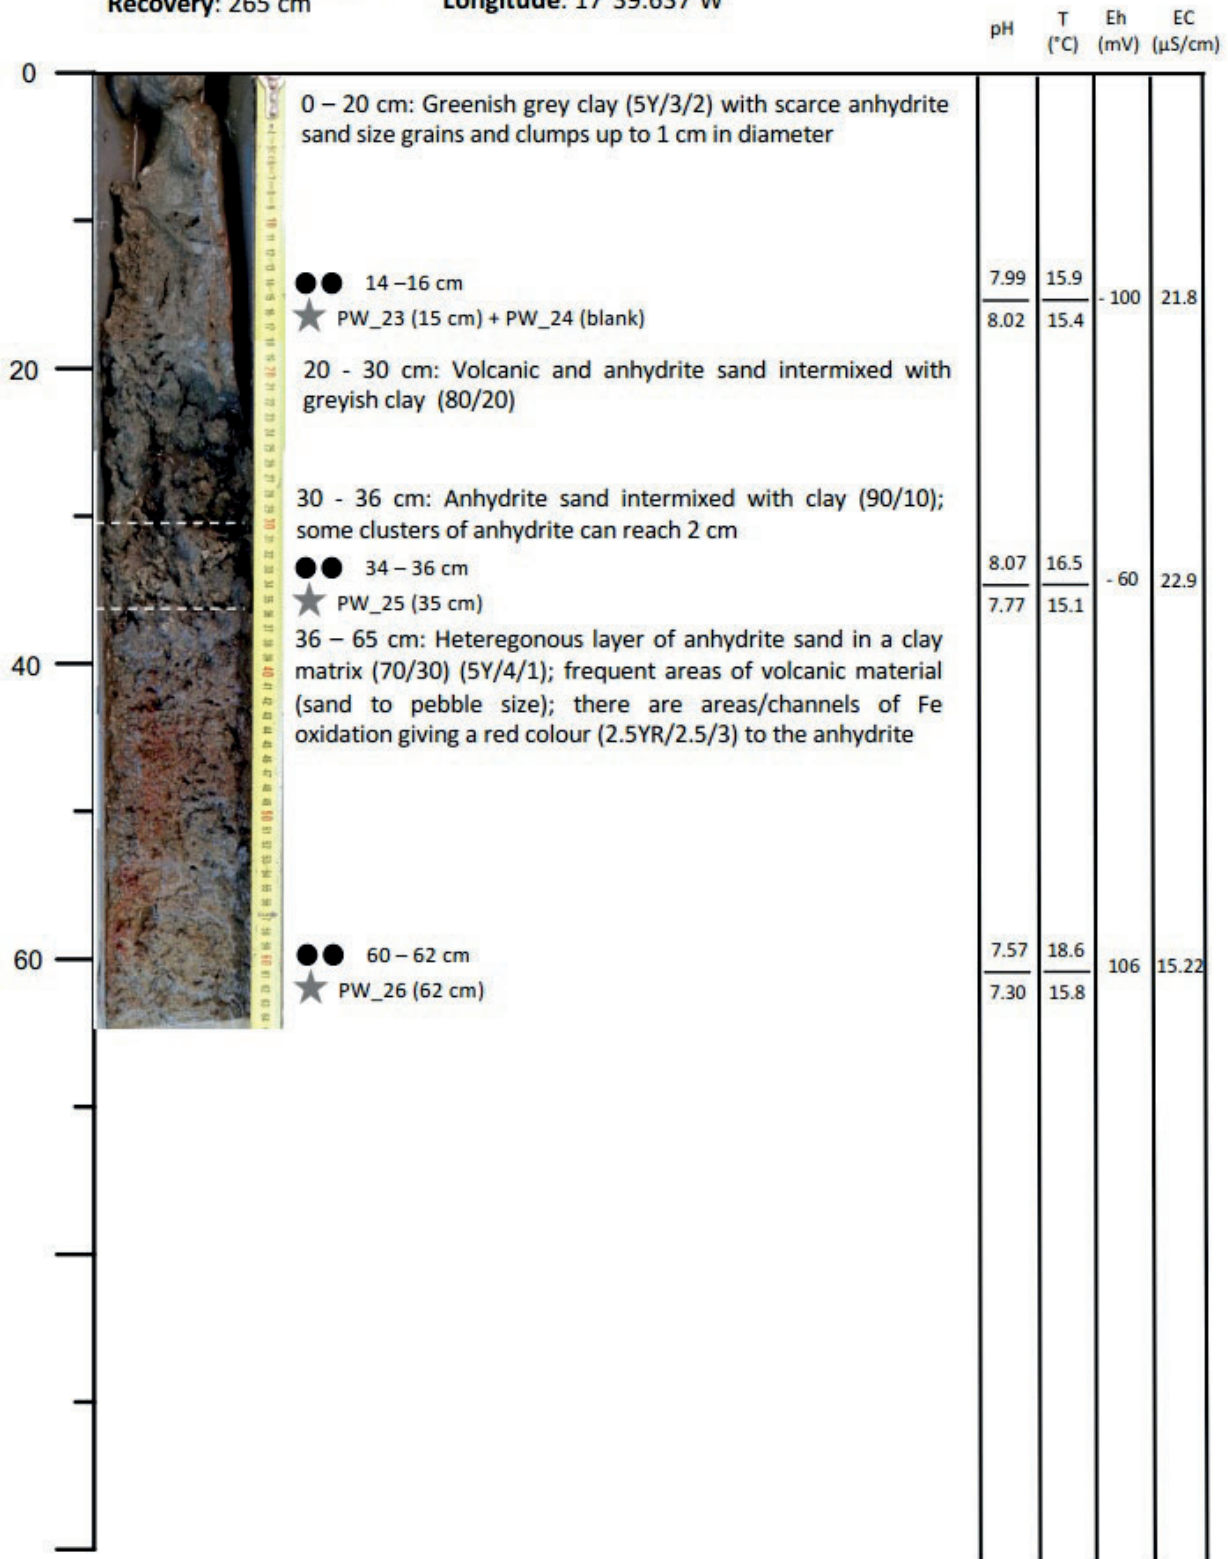 Recovery: 265 cm
Longitude: 17°39.637'W
pH
T
(°C)
Eh
(mV)
EC
(µS/cm)
0
0 – 20 cm: Greenish grey clay (5Y/3/2) with scarce anhydrite
sand size grains and clumps up to 1 cm in diameter
14 –16 cm
PW_23 (15 cm) + PW_24 (blank)
7.99
15.9
- 100
21.8
8.02
15.4
20
20 - 30 cm: Volcanic and anhydrite sand intermixed with
greyish clay (80/20)
30 - 36 cm: Anhydrite sand intermixed with clay (90/10);
some clusters of anhydrite can reach 2 cm
34 – 36 cm
PW_25 (35 cm)
8.07
16.5
- 60
22.9
7.77
15.1
40
36 – 65 cm: Heteregonous layer of anhydrite sand in a clay
matrix (70/30) (5Y/4/1); frequent areas of volcanic material
(sand to pebble size); there are areas/channels of Fe
oxidation giving a red colour (2.5YR/2.5/3) to the anhydrite
60
60 – 62 cm
PW_26 (62 cm)
7.57
18.6
106
15.22
7.30
15.8